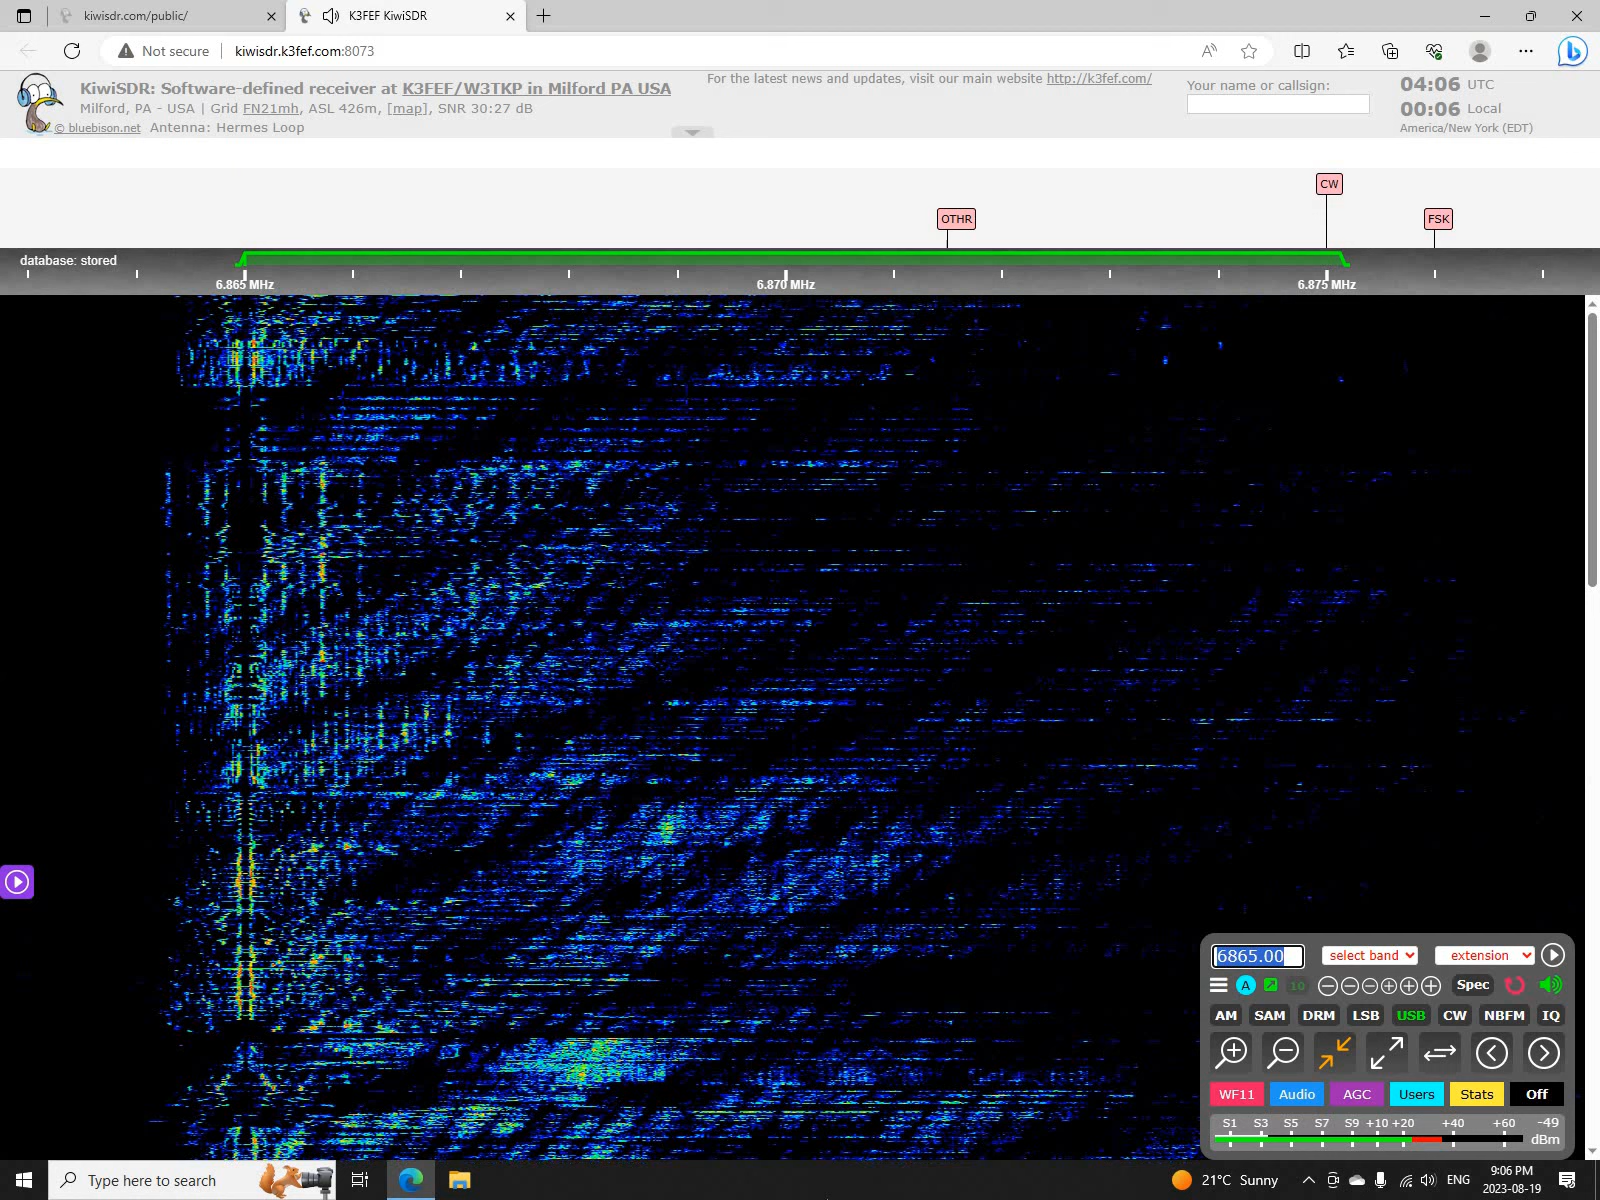 kiwisdr.com/public/
K3FEF KiwiSDR
Not secure
kiwisdr.k3fef.com:8073
KiwiSDR: Software-defined receiver at K3FEF/W3TKP in Milford PA USA
Milford, PA - USA | Grid FN21mh, ASL 426m, [map], SNR 30:27 dB
© bluebison.net Antenna: Hermes Loop
For the latest news and updates, visit our main website http://k3fef.com/
Your name or callsign:
04:06 UTC
00:06 Local
America/New York (EDT)
CW
OTHR
FSK
database: stored
6.865 MHz
6.870 MHz
6.875 MHz
6865.00
select band
extension
A
10
Spec
AM SAM DRM LSB USB CW NBFM IQ
WF11 Audio AGC Users Stats Off
S1 S3 S5 S7 S9 +10 +20 +40 +60 -49
dBm
Type here to search
21°C Sunny
ENG
9:06 PM
2023-08-19